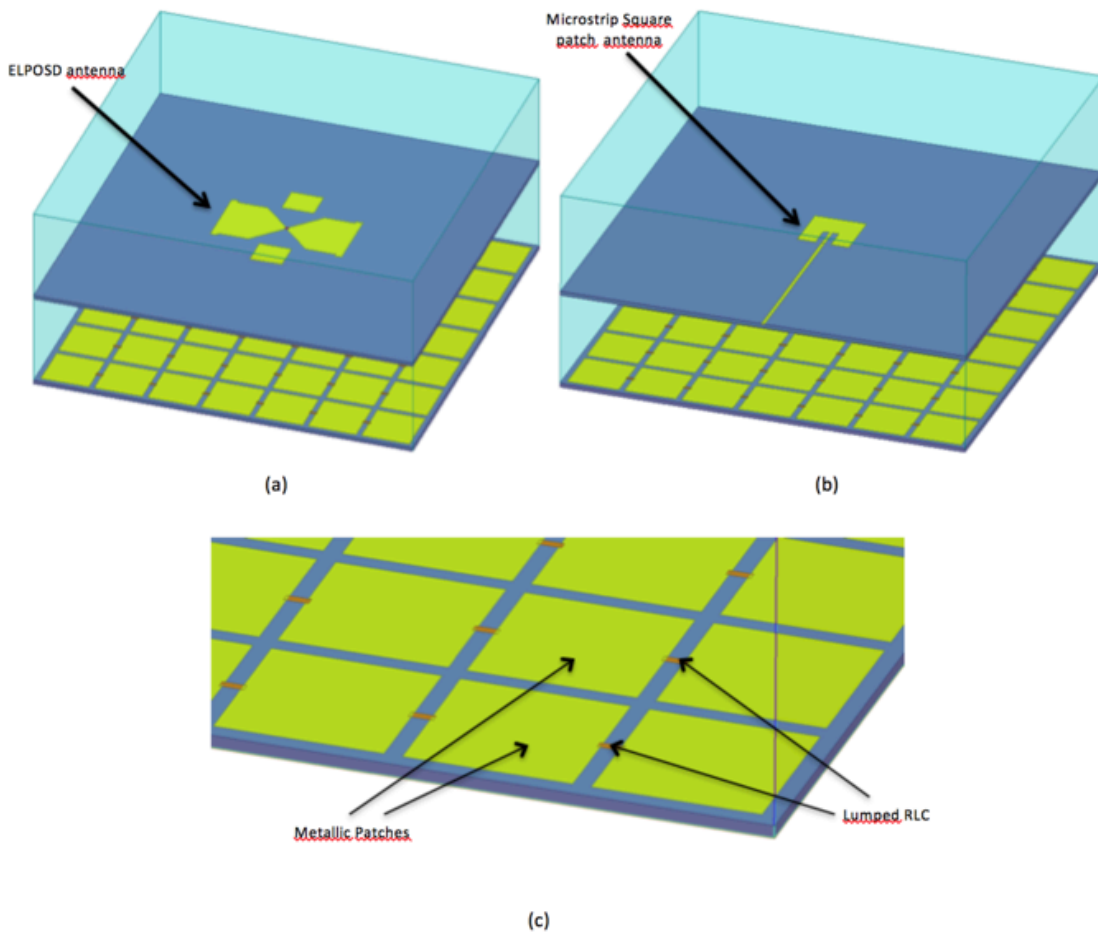 ELPOSD antenna
Microstrip Square
patch antenna
(a)
(b)
Metallic Patches
Lumped RLC
(c)